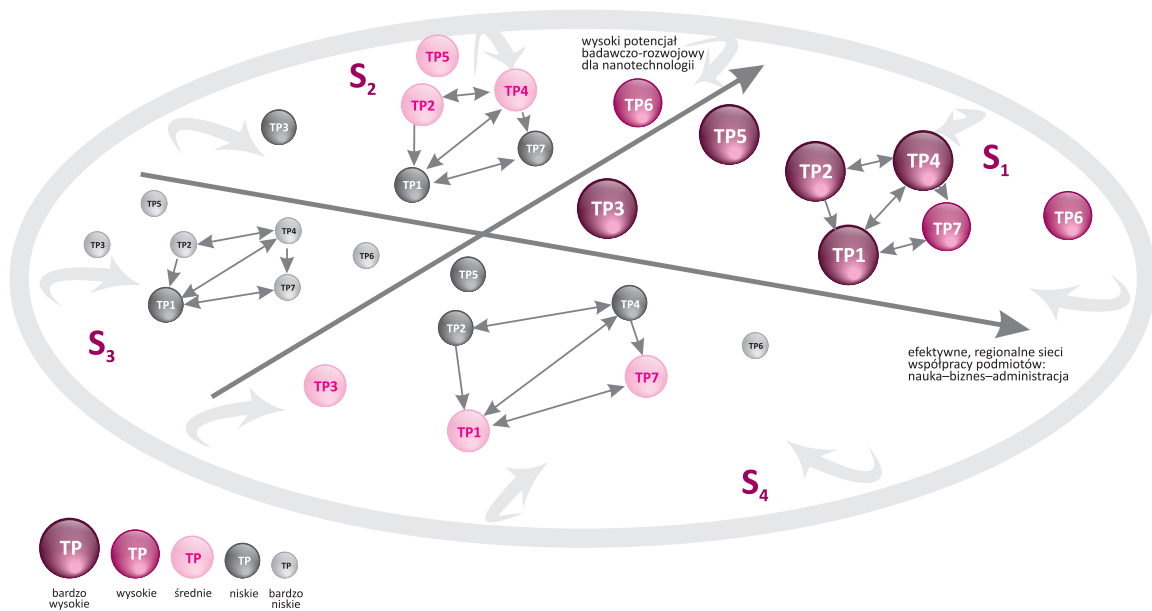 wysoki potencjał
badawczo-rozwojowy
dla nanotechnologii
S2
TP5
TP2
TP4
TP3
TP7
TP1
TP6
TP5
TP3
S1
TP2
TP4
TP7
TP1
TP6
TP5
TP3
TP2
TP4
TP6
TP7
TP1
S3
TP5
TP2
TP4
TP6
TP3
TP7
TP1
S4
efektywne, regionalne sieci
współpracy podmiotów:
nauka–biznes–administracja
TP
TP
TP
TP
TP
bardzo
wysokie
wysokie
średnie
niskie
bardzo
niskie